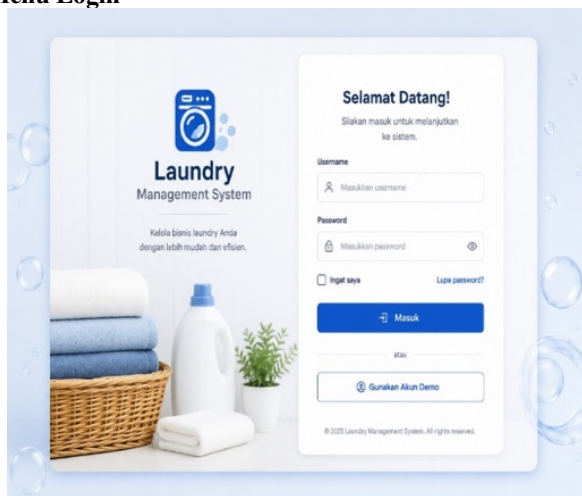 Menu Login
Laundry
Management System
Kelola bisnis laundry Anda
dengan lebih mudah dan efisien.
Selamat Datang!
Silakan masuk untuk melanjutkan
ke sistem.
Username
Masukkan username
Password
Masukkan password
Ingat saya
Lupa password?
Masuk
atau
Gunakan Akun Demo
© 2025 Laundry Management System. All rights reserved.